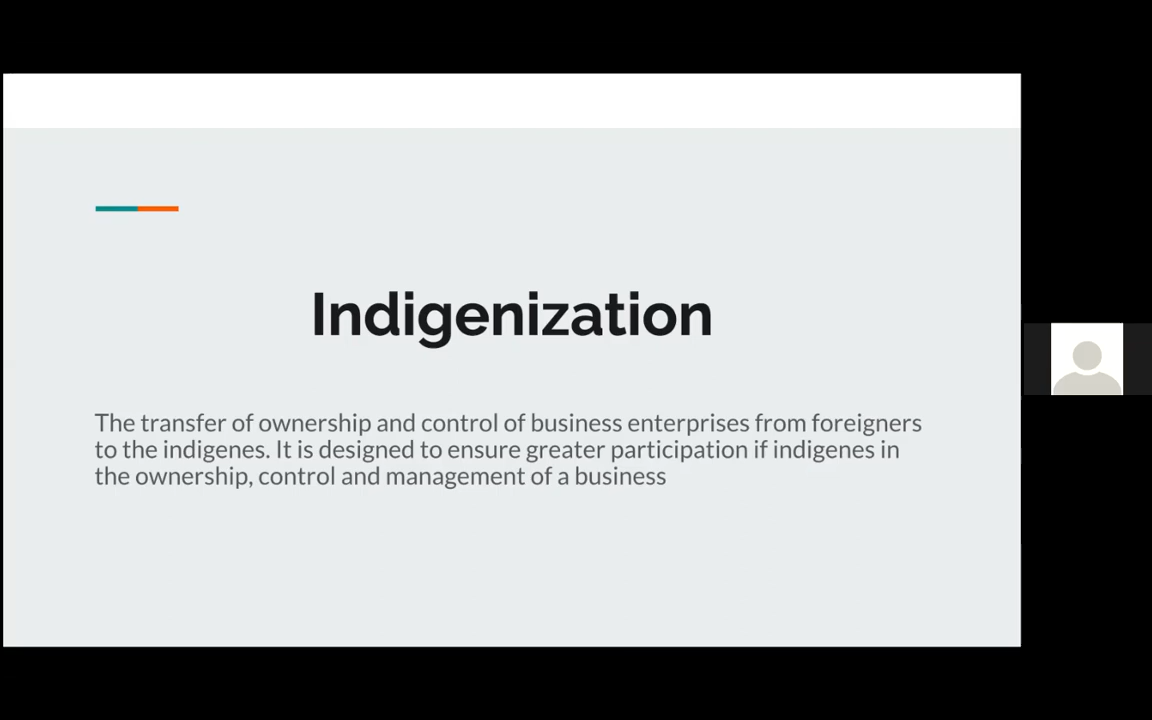 Indigenization
The transfer of ownership and control of business enterprises from foreigners
to the indigenes. It is designed to ensure greater participation if indigenes in
the ownership, control and management of a business